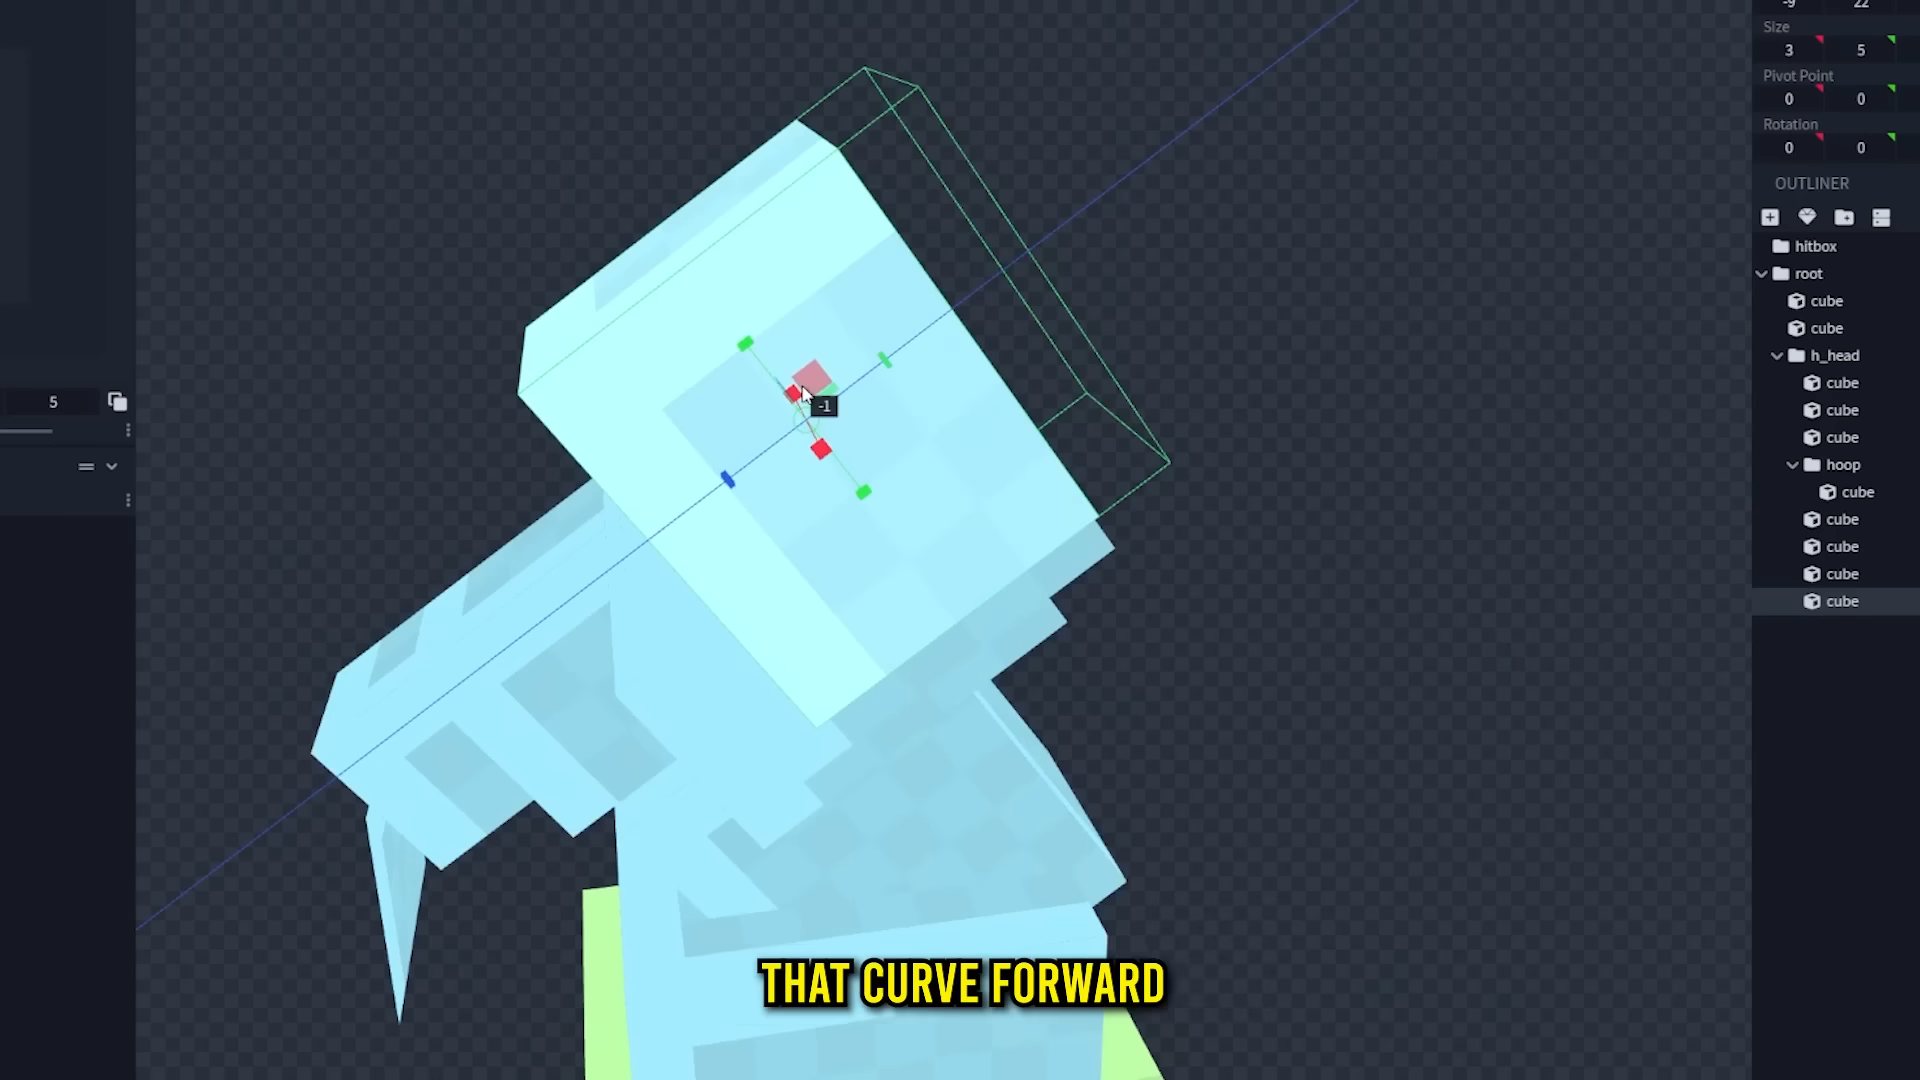 -9 22
Size
3 5
Pivot Point
0 0
Rotation
0 0
OUTLINER
hitbox
root
cube
cube
h_head
cube
cube
cube
hoop
cube
cube
cube
cube
cube
5
-1
THAT CURVE FORWARD